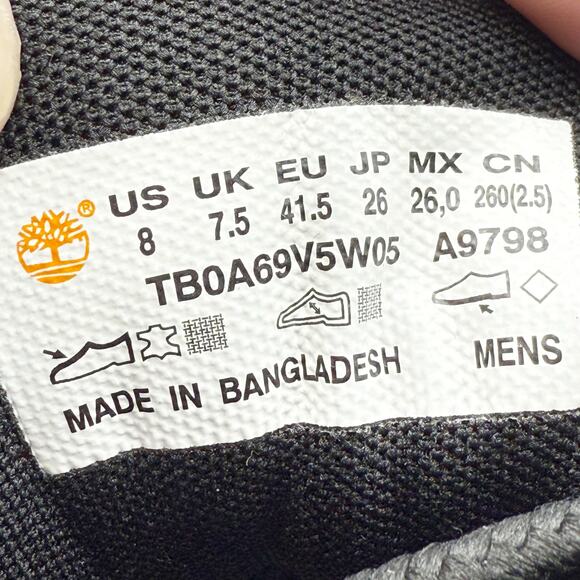 US UK EU JP MX CN
8 7.5 41.5 26 26,0 260(2.5)
TB0A69V5W05 A9798
MADE IN BANGLADESH MENS
®